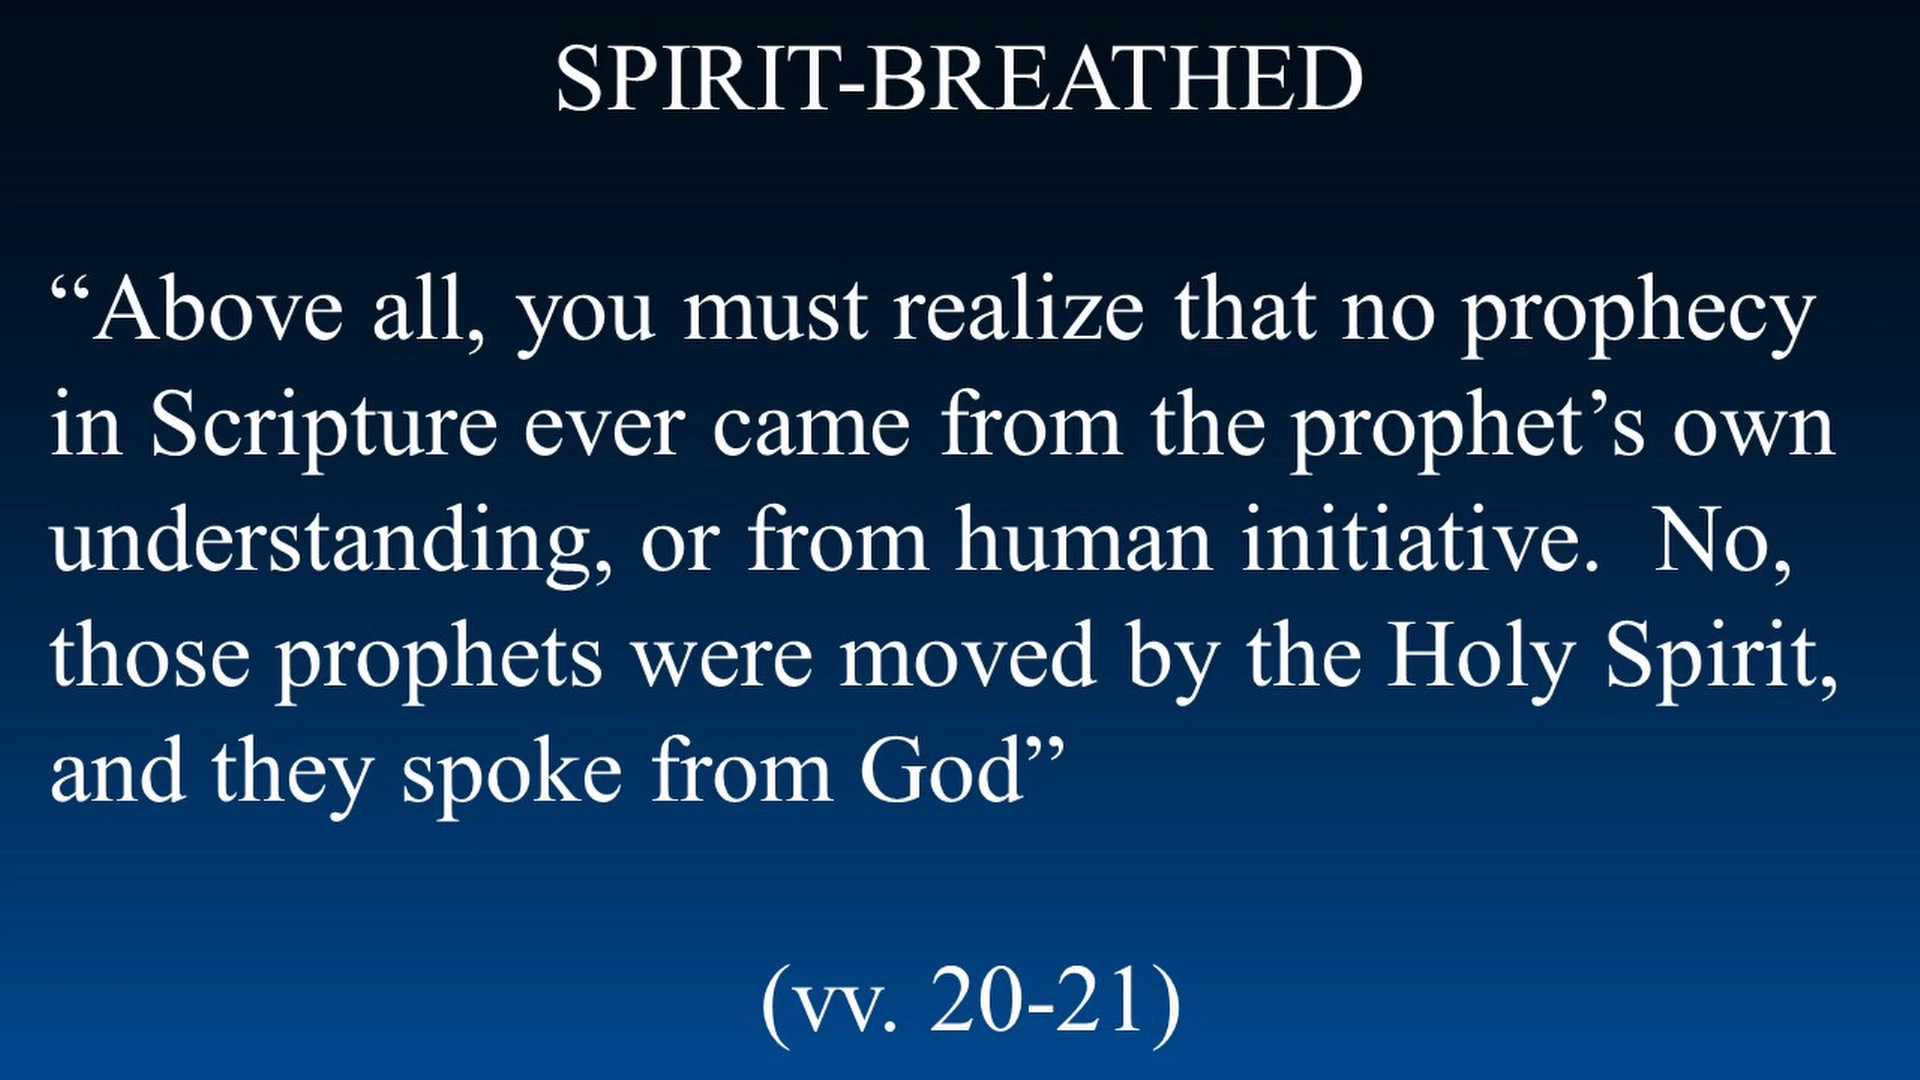 SPIRIT-BREATHED
“Above all, you must realize that no prophecy
in Scripture ever came from the prophet’s own
understanding, or from human initiative.  No,
those prophets were moved by the Holy Spirit,
and they spoke from God”
(vv. 20-21)